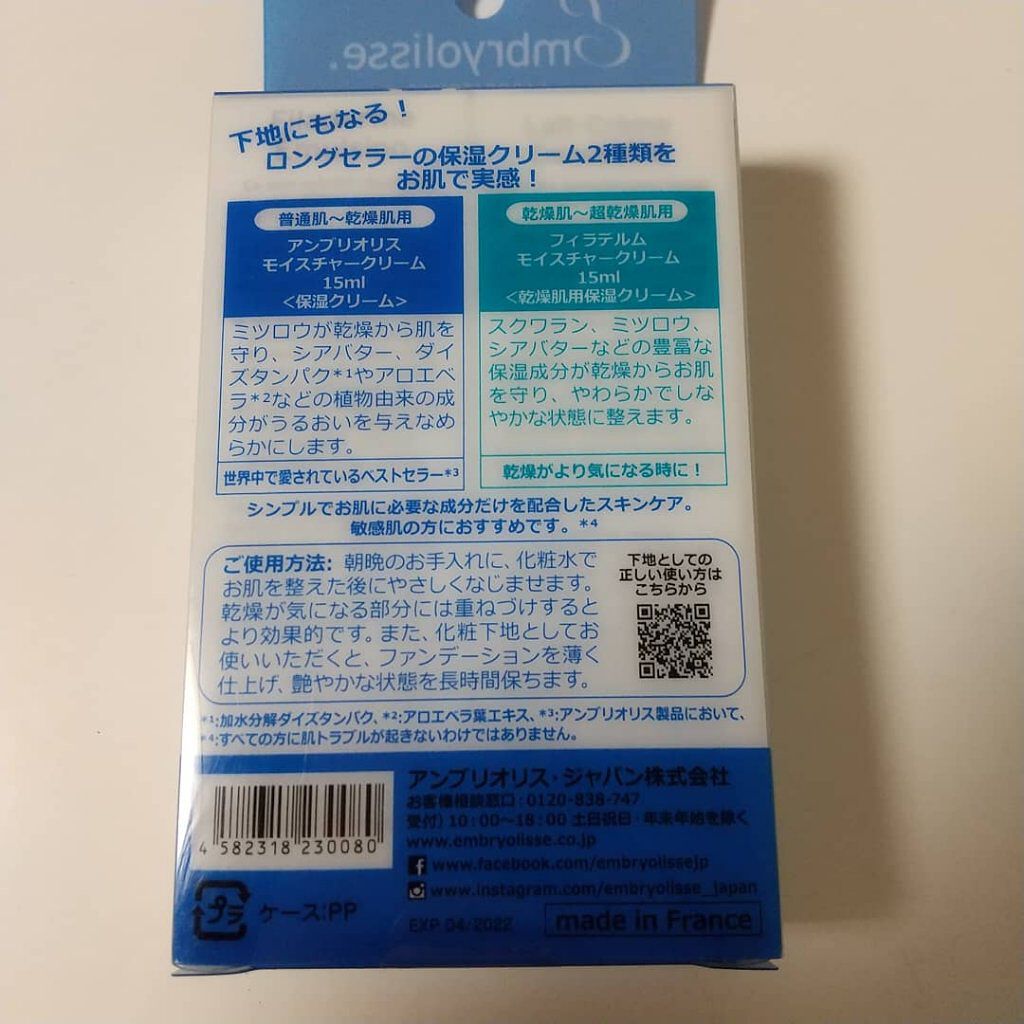 Embryolisse.
下地にもなる！
ロングセラーの保湿クリーム2種類を
お肌で実感！
普通肌〜乾燥肌用
アンブリオリス
モイスチャークリーム
15ml
<保湿クリーム>
ミツロウが乾燥から肌を
守り、シアバター、ダイ
ズタンパク*1やアロエベ
ラ*2などの植物由来の成
分がうるおいを与えなめ
らかにします。
世界中で愛されているベストセラー*3
乾燥肌〜超乾燥肌用
フィラデルム
モイスチャークリーム
15ml
<乾燥肌用保湿クリーム>
スクワラン、ミツロウ、
シアバターなどの豊富な
保湿成分が乾燥からお肌
を守り、やわらかでしな
やかな状態に整えます。
乾燥がより気になる時に！
シンプルでお肌に必要な成分だけを配合したスキンケア。
敏感肌の方におすすめです。*4
ご使用方法: 朝晩のお手入れに、化粧水で
お肌を整えた後にやさしくなじませます。
乾燥が気になる部分には重ねづけすると
より効果的です。また、化粧下地としてお
使いいただくと、ファンデーションを薄く
仕上げ、艶やかな状態を長時間保ちます。
下地としての
正しい使い方は
こちらから
*1:加水分解ダイズタンパク、*2:アロエベラ葉エキス、*3:アンブリオリス製品において、
*4:すべての方に肌トラブルが起きないわけではありません。
アンブリオリス・ジャパン株式会社
お客様相談窓口:0120-838-747
受付）10:00〜18:00 土日祝日・年末年始を除く
www.embryolisse.co.jp
www.facebook.com/embryolissejp
www.instagram.com/embryolisse_japan
EXP 04/2022
made in France
4 582318 230080
プラ ケース:PP